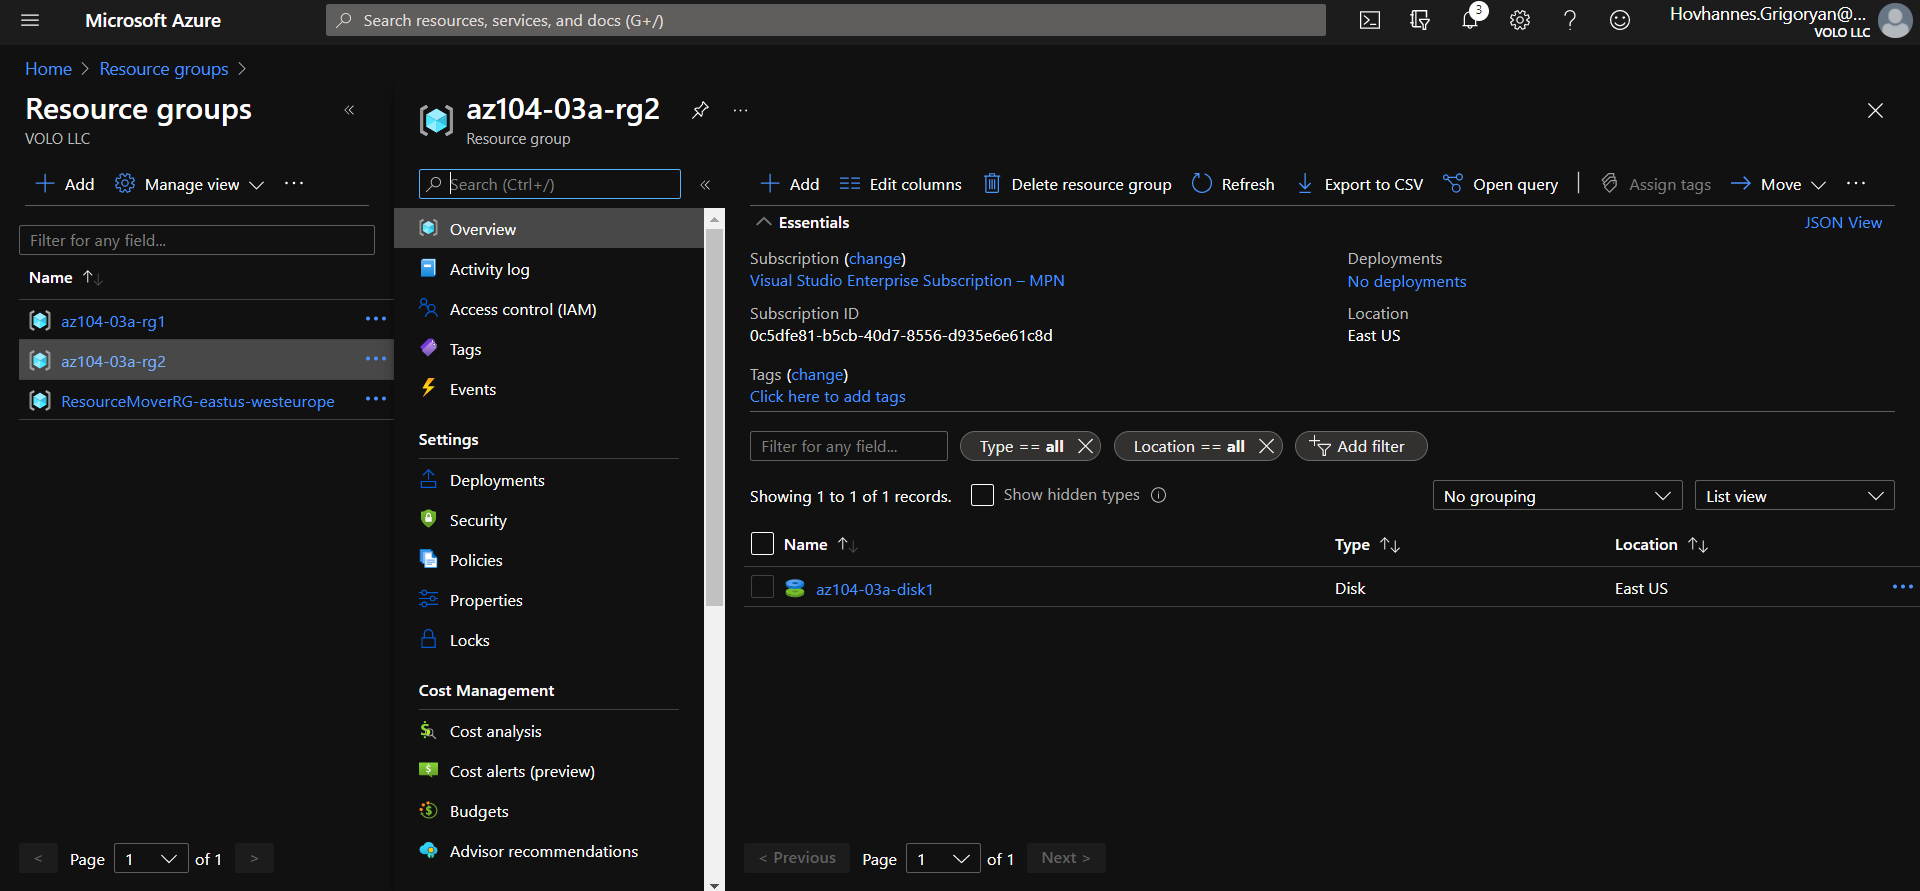 Microsoft Azure
Search resources, services, and docs (G+/)
3
Hovhannes.Grigoryan@...
VOLO LLC
Home > Resource groups >
Resource groups
VOLO LLC
Add
Manage view
Filter for any field...
Name
az104-03a-rg1
az104-03a-rg2
ResourceMoverRG-eastus-westeurope
< Page 1 of 1 >
az104-03a-rg2
Resource group
Search (Ctrl+/)
Overview
Activity log
Access control (IAM)
Tags
Events
Settings
Deployments
Security
Policies
Properties
Locks
Cost Management
Cost analysis
Cost alerts (preview)
Budgets
Advisor recommendations
Add Edit columns Delete resource group Refresh Export to CSV Open query Assign tags Move
Essentials
JSON View
Subscription (change)
Visual Studio Enterprise Subscription – MPN
Deployments
No deployments
Subscription ID
0c5dfe81-b5cb-40d7-8556-d935e6e61c8d
Location
East US
Tags (change)
Click here to add tags
Filter for any field... Type == all Location == all Add filter
Showing 1 to 1 of 1 records. Show hidden types No grouping List view
Name Type Location
az104-03a-disk1 Disk East US
< Previous Page 1 of 1 Next >